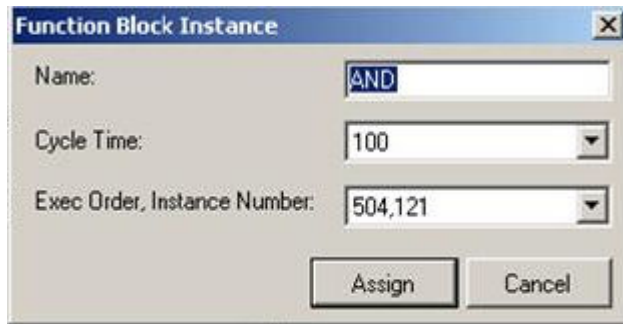 Function Block Instance
Name: AND
Cycle Time: 100
Exec Order, Instance Number: 504,121
Assign Cancel